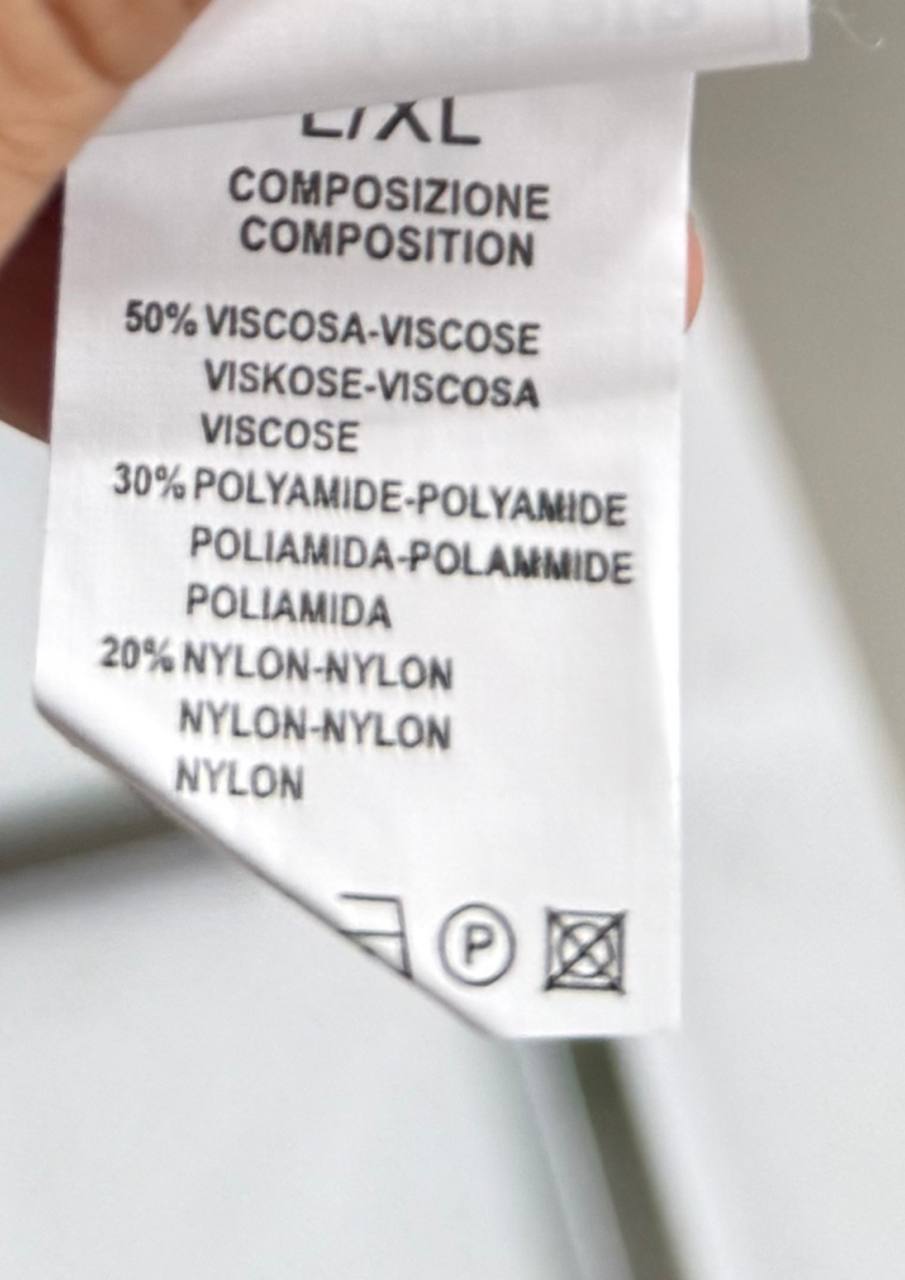 L/XL
COMPOSIZIONE
COMPOSITION
50% VISCOSA-VISCOSE
VISKOSE-VISCOSA
VISCOSE
30% POLYAMIDE-POLYAMIDE
POLIAMIDA-POLAMMIDE
POLIAMIDA
20% NYLON-NYLON
NYLON-NYLON
NYLON
P